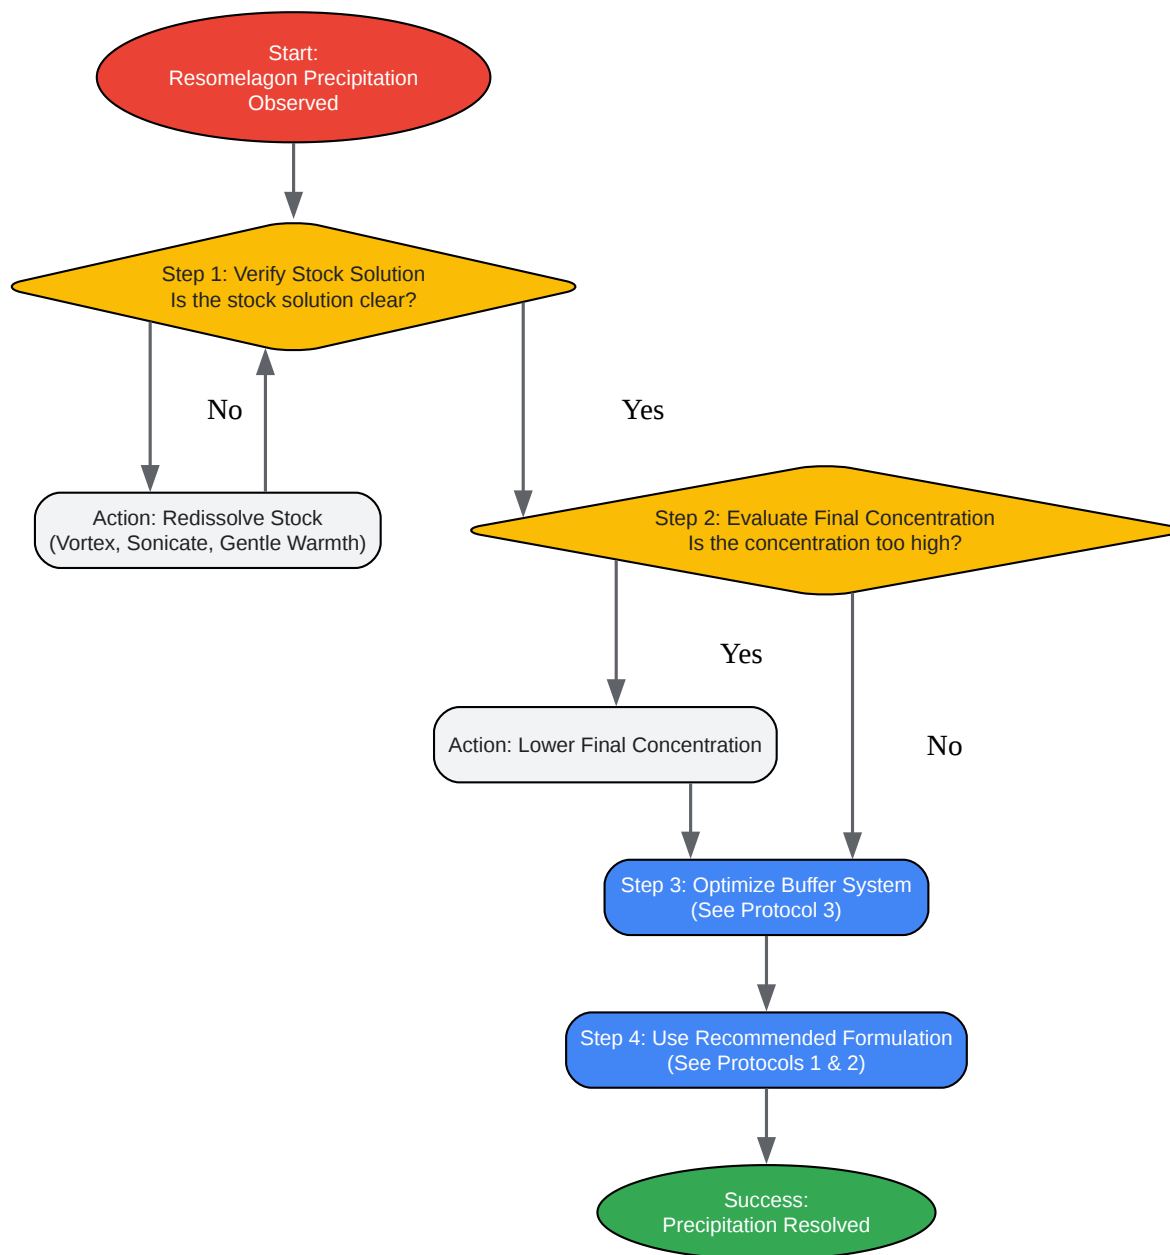 Start:
Resomelagon Precipitation
Observed
Step 1: Verify Stock Solution
Is the stock solution clear?
No
Yes
Action: Redissolve Stock
(Vortex, Sonicate, Gentle Warmth)
Step 2: Evaluate Final Concentration
Is the concentration too high?
Yes
No
Action: Lower Final Concentration
Step 3: Optimize Buffer System
(See Protocol 3)
Step 4: Use Recommended Formulation
(See Protocols 1 & 2)
Success:
Precipitation Resolved